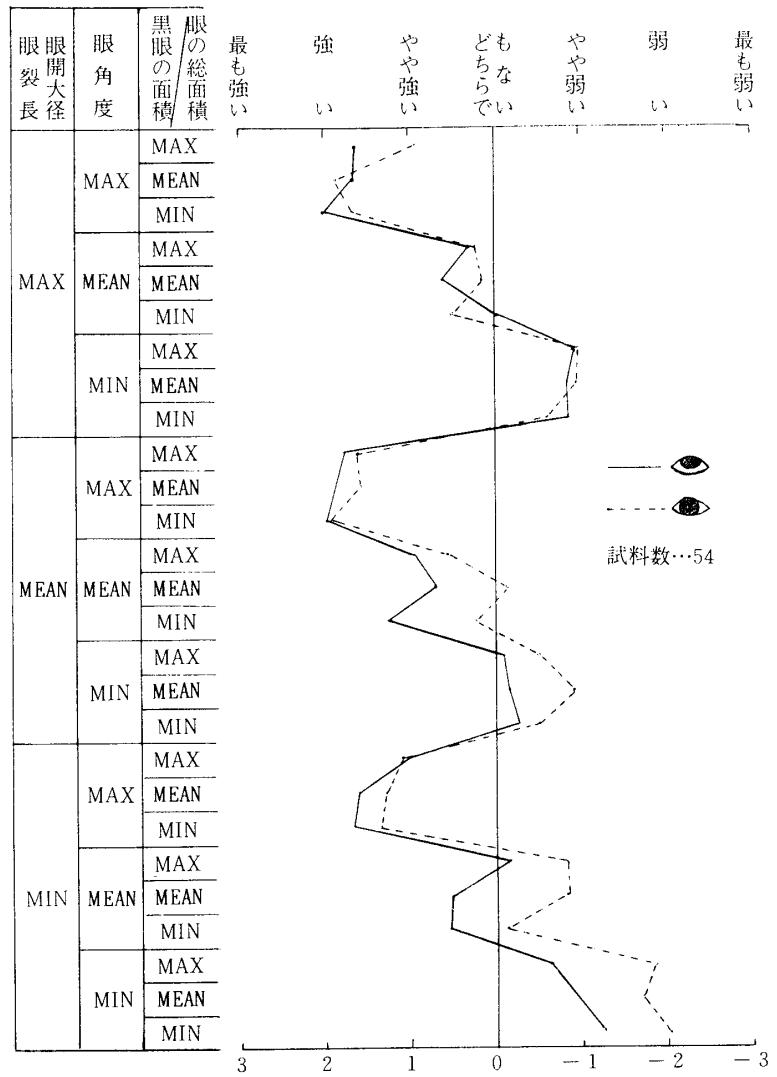 眼裂長
眼開大径
眼角度
黒眼の面積/眼の総面積
最も強い
強い
やや強い
どちらでもない
やや弱い
弱い
最も弱い
MAX
MAX
MAX
MEAN
MIN
MEAN
MAX
MEAN
MIN
MIN
MAX
MEAN
MIN
MEAN
MAX
MAX
MEAN
MIN
MEAN
MAX
MEAN
MIN
MIN
MAX
MEAN
MIN
MIN
MAX
MAX
MEAN
MIN
MEAN
MAX
MEAN
MIN
MIN
MAX
MEAN
MIN
試料数…54
3 2 1 0 −1 −2 −3